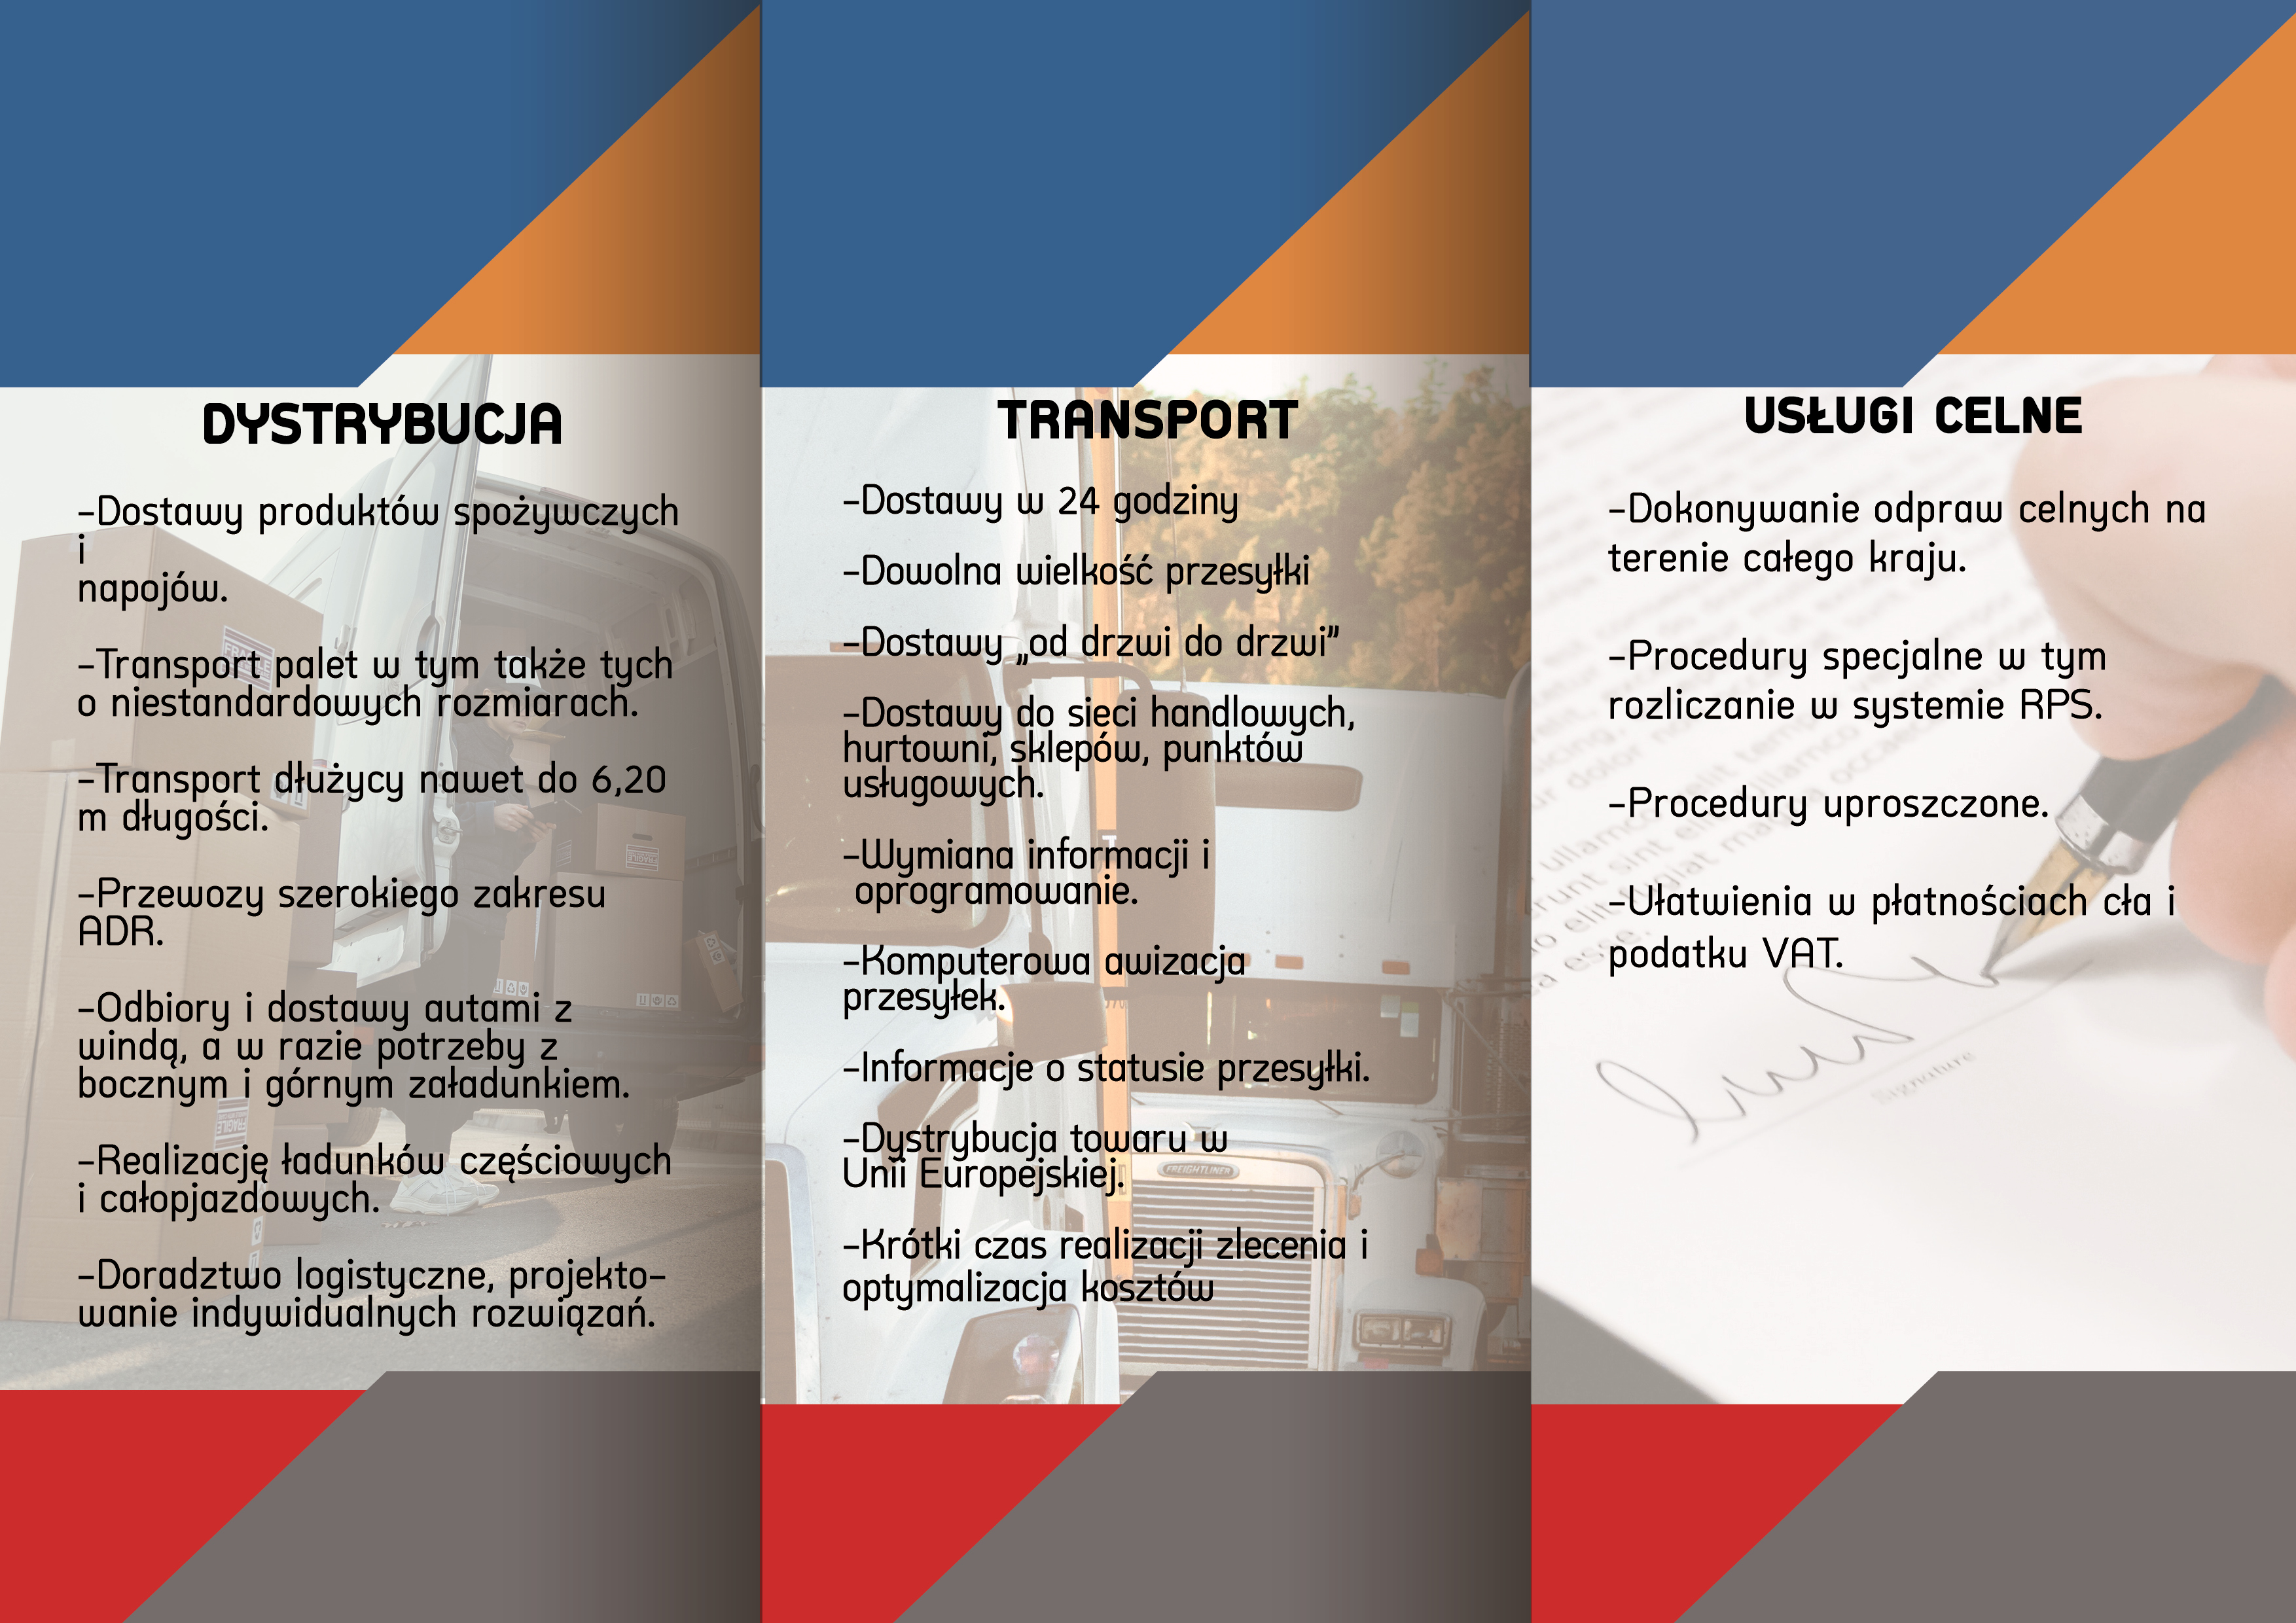 DYSTRYBUCJA
-Dostawy produktów spożywczych
i
napojów.
-Transport palet w tym także tych
o niestandardowych rozmiarach.
-Transport dłużycy nawet do 6,20
m długości.
-Przewozy szerokiego zakresu
ADR.
-Odbiory i dostawy autami z
windą, a w razie potrzeby z
bocznym i górnym załadunkiem.
-Realizację ładunków częściowych
i całopjazdowych.
-Doradztwo logistyczne, projekto-
wanie indywidualnych rozwiązań.
TRANSPORT
-Dostawy w 24 godziny
-Dowolna wielkość przesyłki
-Dostawy „od drzwi do drzwi”
-Dostawy do sieci handlowych,
hurtowni, sklepów, punktów
usługowych.
-Wymiana informacji i
oprogramowanie.
-Komputerowa awizacja
przesyłek.
-Informacje o statusie przesyłki.
-Dystrybucja towaru w
Unii Europejskiej.
-Krótki czas realizacji zlecenia i
optymalizacja kosztów
FREIGHTLINER
USŁUGI CELNE
-Dokonywanie odpraw celnych na
terenie całego kraju.
-Procedury specjalne w tym
rozliczanie w systemie RPS.
-Procedury uproszczone.
-Ułatwienia w płatnościach cła i
podatku VAT.
Signature